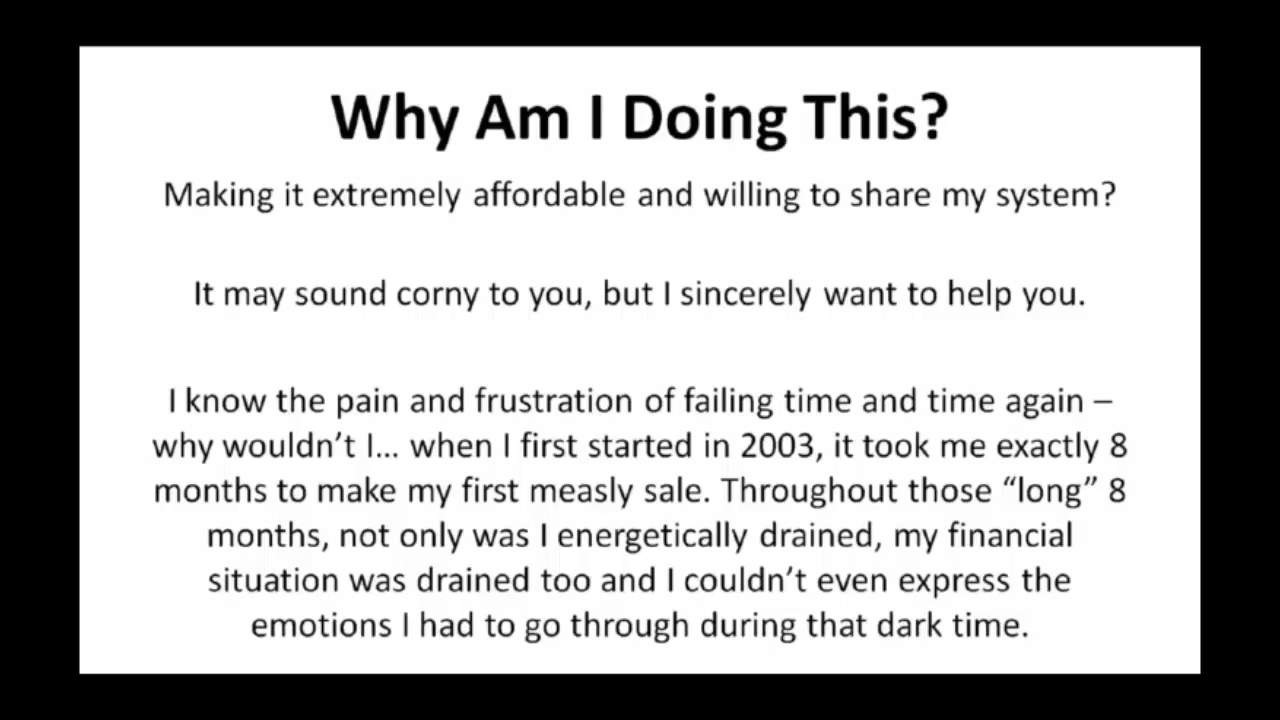 Why Am I Doing This?
Making it extremely affordable and willing to share my system?
It may sound corny to you, but I sincerely want to help you.
I know the pain and frustration of failing time and time again –
why wouldn’t I... when I first started in 2003, it took me exactly 8
months to make my first measly sale. Throughout those “long” 8
months, not only was I energetically drained, my financial
situation was drained too and I couldn’t even express the
emotions I had to go through during that dark time.